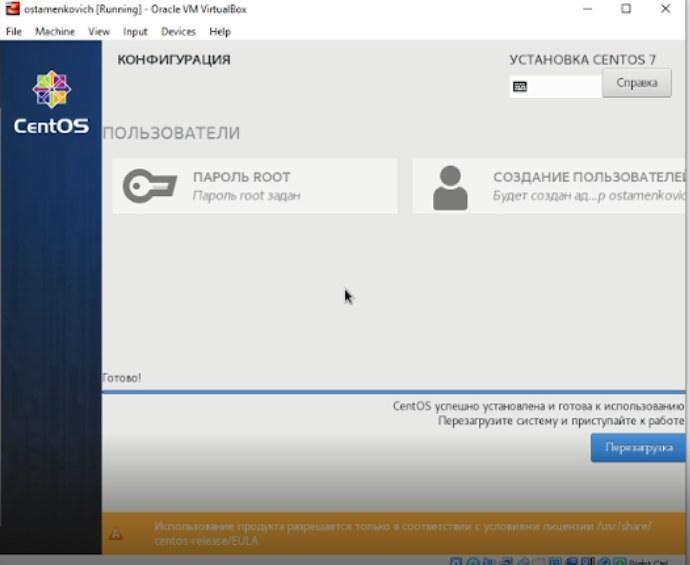 ostamenkovich [Running] - Oracle VM VirtualBox
File Machine View Input Devices Help
КОНФИГУРАЦИЯ
УСТАНОВКА CENTOS 7
Справка
CentOS
ПОЛЬЗОВАТЕЛИ
ПАРОЛЬ ROOT
Пароль root задан
СОЗДАНИЕ ПОЛЬЗОВАТЕЛЕ
Будет создан ад...р ostamenkovic
Готово!
CentOS успешно установлена и готова к использованию
Перезагрузите систему и приступайте к работе
Перезагрузка
Использование продукта разрешается только в соответствии с условиями лицензии /usr/share/
centos-release/EULA
Right Ctrl